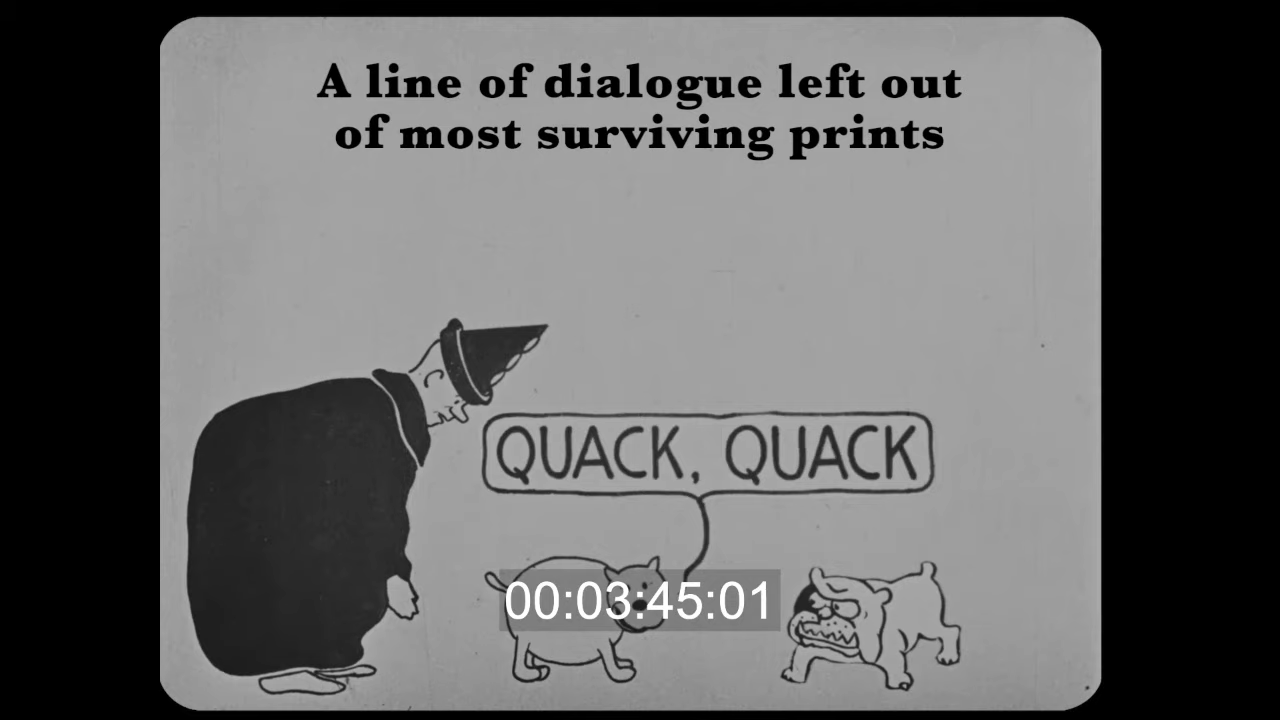 A line of dialogue left out
of most surviving prints
QUACK, QUACK
00:03:45:01